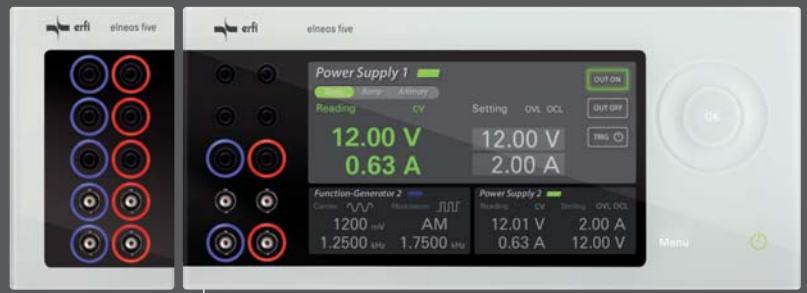 erfi elneos five
erfi elneos five
Power Supply 1
Ramp Arbitrary
Reading CV
Setting OVL OCL
12.00 V
0.63 A
12.00 V
2.00 A
OUT ON
OUT OFF
TRIG
OK
Function-Generator 2
Carrier Modulation
1200 mV AM
1.2500 kHz 1.7500 kHz
Power Supply 2
Reading CV Setting OVL OCL
12.01 V 2.00 A
0.63 A 12.00 V
Menu